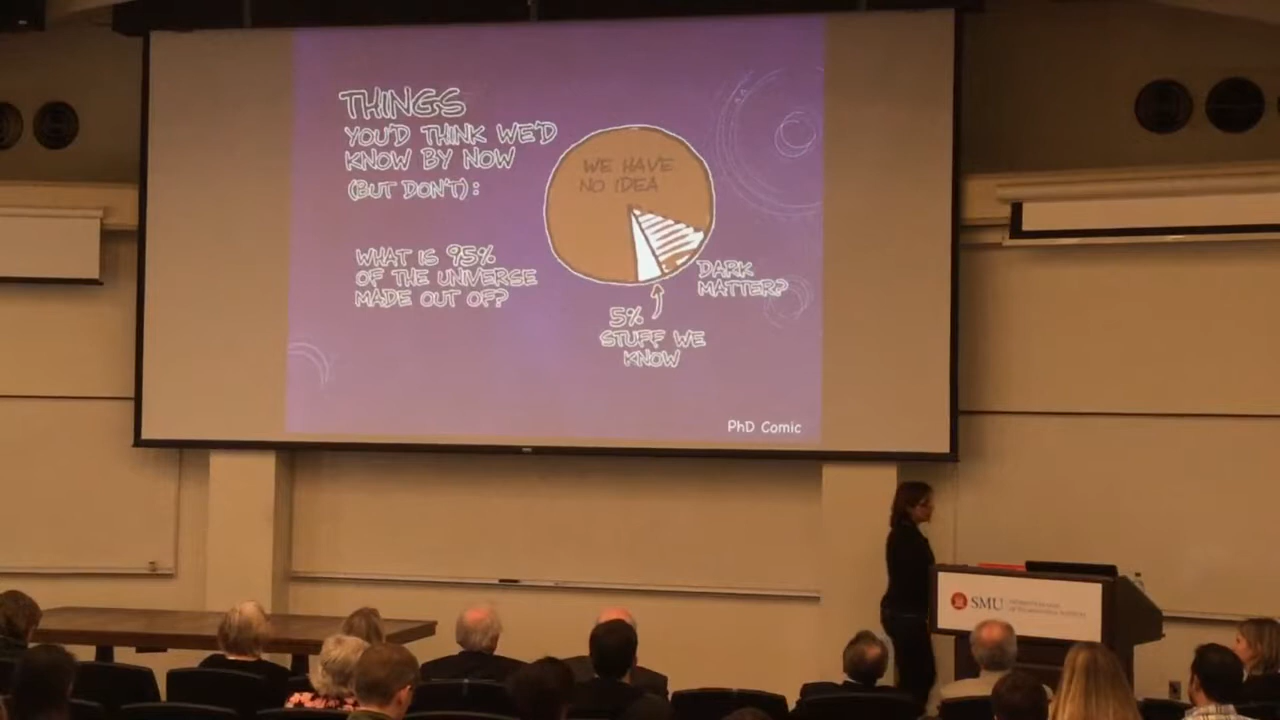 THINGS
YOU'D THINK WE'D
KNOW BY NOW
(BUT DON'T):
WHAT IS 95%
OF THE UNIVERSE
MADE OUT OF?
WE HAVE
NO IDEA
DARK
MATTER?
5%
STUFF WE
KNOW
PhD Comic
SMU